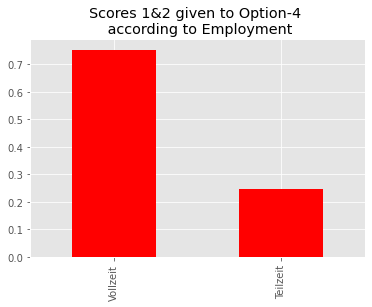 Scores 1&2 given to Option-4
according to Employment
0.7
0.6
0.5
0.4
0.3
0.2
0.1
0.0
Vollzeit
Teilzeit